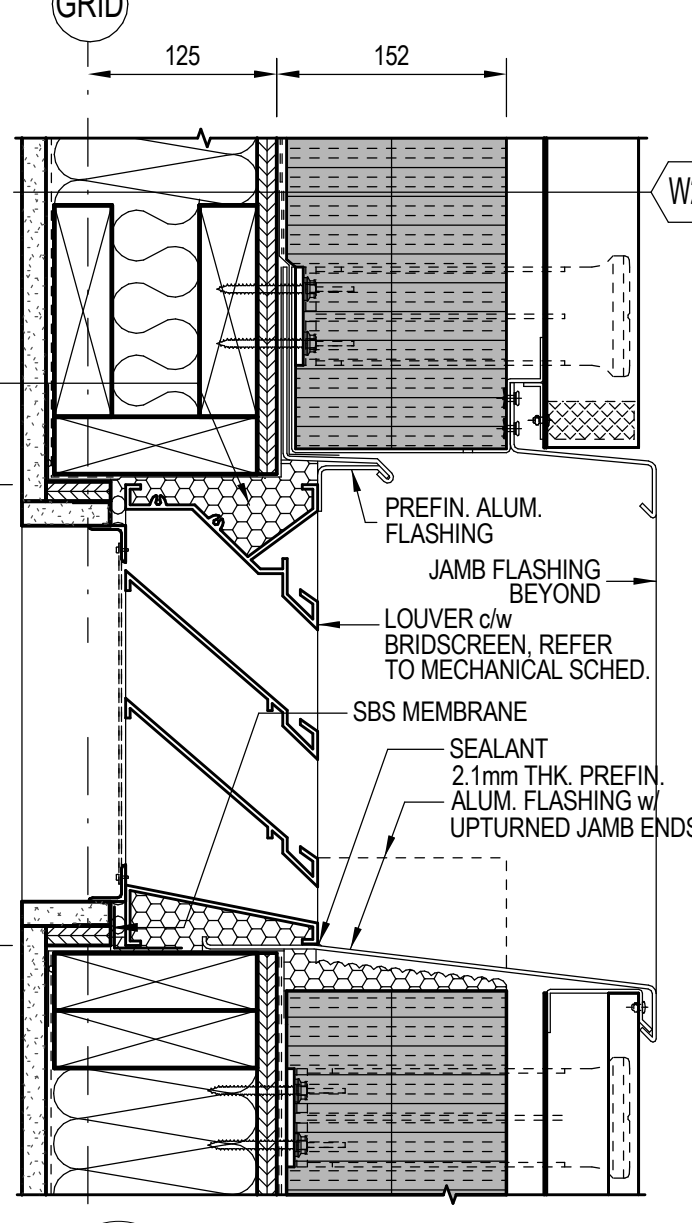 GRID
125
152
PREFIN. ALUM.
FLASHING
JAMB FLASHING
BEYOND
LOUVER c/w
BRIDSCREEN, REFER
TO MECHANICAL SCHED.
SBS MEMBRANE
SEALANT
2.1mm THK. PREFIN.
ALUM. FLASHING w/
UPTURNED JAMB ENDS